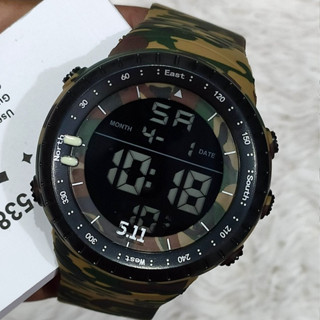 60 East 120
30 150
North South
330 210
300 West 240
SA
MONTH 4- 1 DATE
10:18
5.11
538